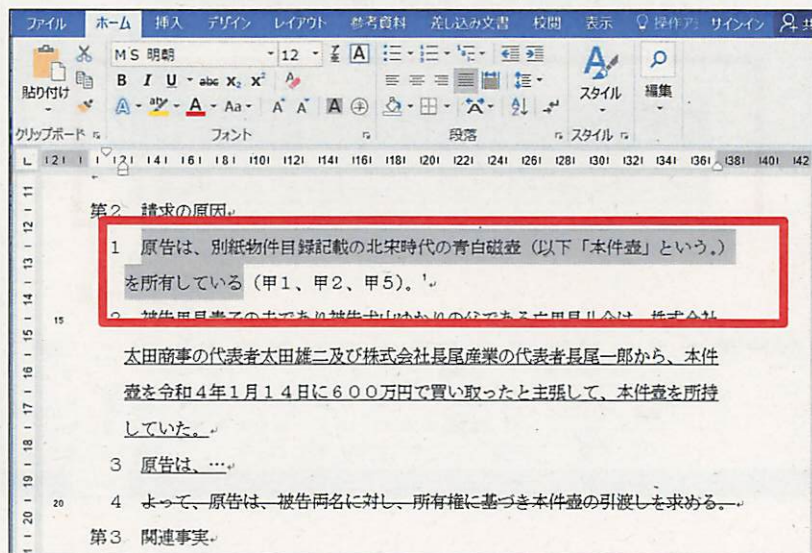 ファイル ホーム 挿入 デザイン レイアウト 参考資料 差し込み文書 校閲 表示 サインイン
MS 明朝 12
B I U abc X₂ X²
貼り付け
Aa A A A
スタイル 編集
クリップボード フォント 段落 スタイル
第2 請求の原因
1 原告は、別紙物件目録記載の北宋時代の青白磁壺（以下「本件壺」という。）
を所有している（甲1、甲2、甲5）。¹
15
太田商事の代表者太田雄二及び株式会社長尾産業の代表者長尾一郎から、本件
壺を令和4年1月14日に600万円で買い取ったと主張して、本件壺を所持
していた。
3 原告は、…
20 4 よって、原告は、被告両名に対し、所有権に基づき本件壺の引渡しを求める。
第3 関連事実